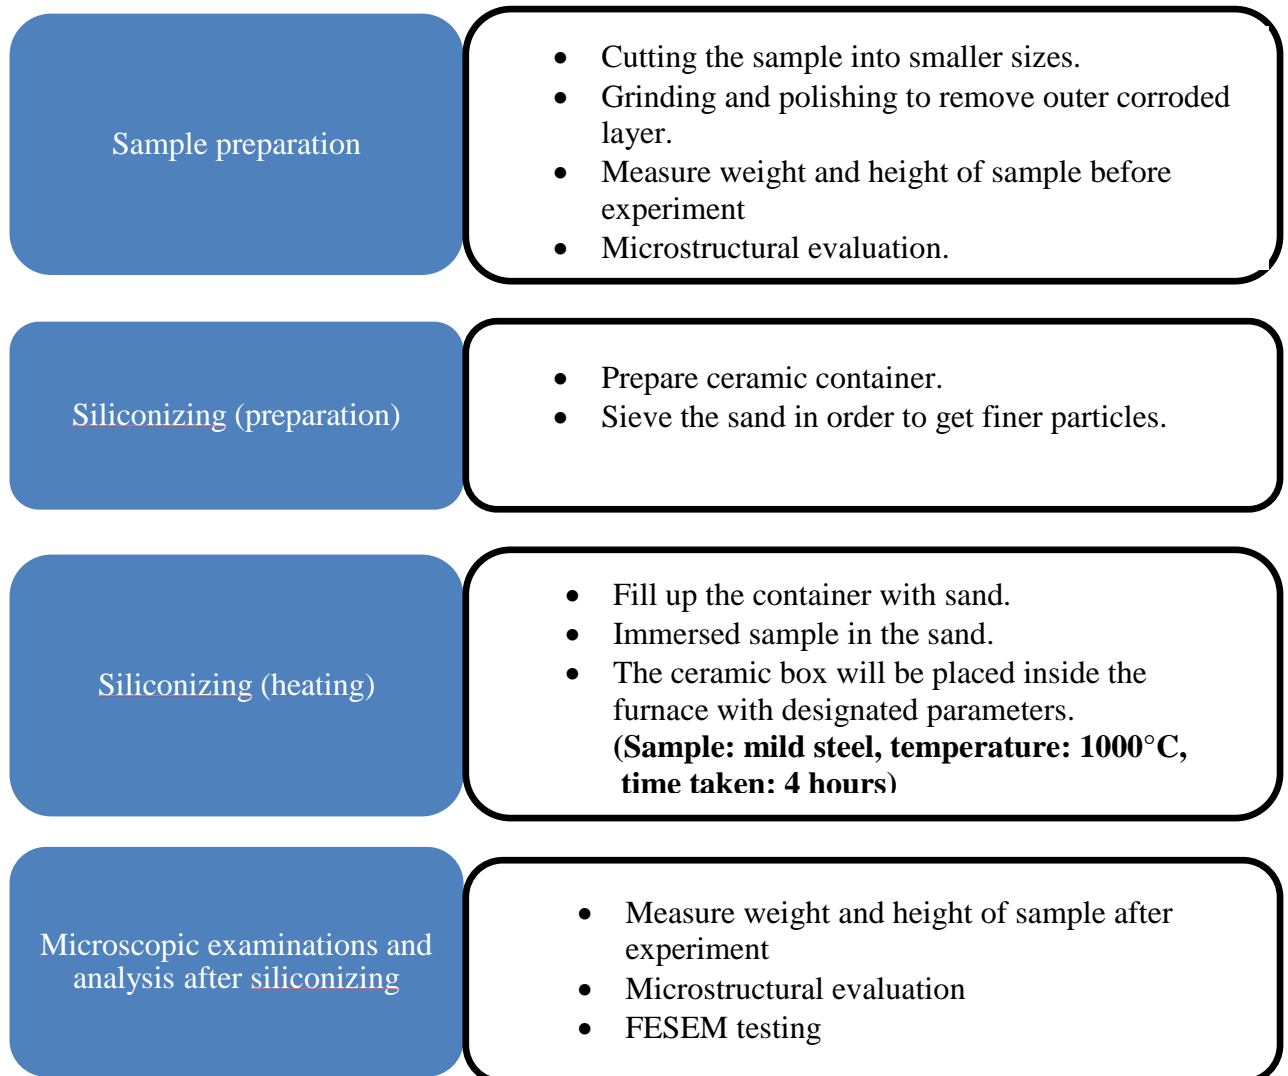 Sample preparation
• Cutting the sample into smaller sizes.
• Grinding and polishing to remove outer corroded
layer.
• Measure weight and height of sample before
experiment
• Microstructural evaluation.
Siliconizing (preparation)
• Prepare ceramic container.
• Sieve the sand in order to get finer particles.
Siliconizing (heating)
• Fill up the container with sand.
• Immersed sample in the sand.
• The ceramic box will be placed inside the
furnace with designated parameters.
(Sample: mild steel, temperature: 1000°C,
time taken: 4 hours)
Microscopic examinations and
analysis after siliconizing
• Measure weight and height of sample after
experiment
• Microstructural evaluation
• FESEM testing